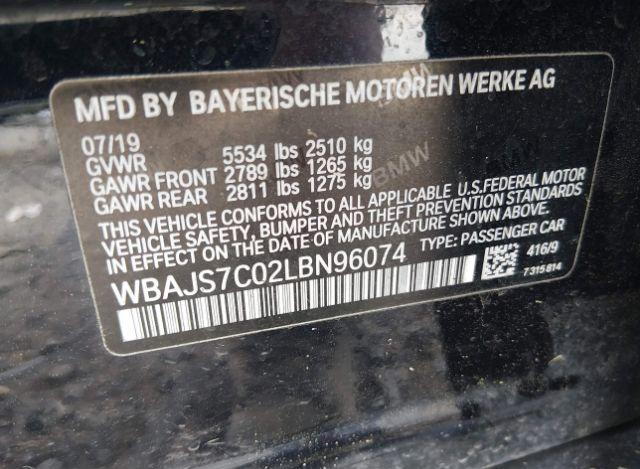 MFD BY BAYERISCHE MOTOREN WERKE AG
07/19
GVWR 5534 lbs 2510 kg
GAWR FRONT 2789 lbs 1265 kg
GAWR REAR 2811 lbs 1275 kg
THIS VEHICLE CONFORMS TO ALL APPLICABLE U.S.FEDERAL MOTOR
VEHICLE SAFETY, BUMPER AND THEFT PREVENTION STANDARDS
IN EFFECT ON THE DATE OF MANUFACTURE SHOWN ABOVE.
WBAJS7C02LBN96074 TYPE: PASSENGER CAR
416/9
7315814
BMW